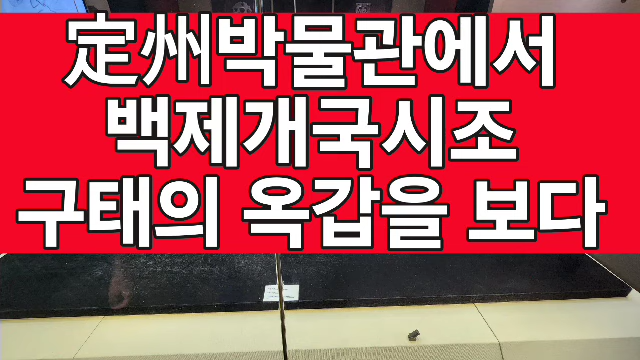 定州박물관에서
백제개국시조
구태의 옥갑을 보다